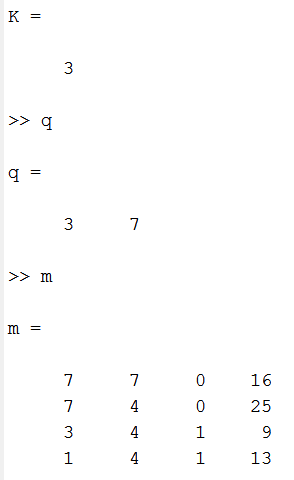 K =
3
>> q
q =
3 7
>> m
m =
7 7 0 16
7 4 0 25
3 4 1 9
1 4 1 13